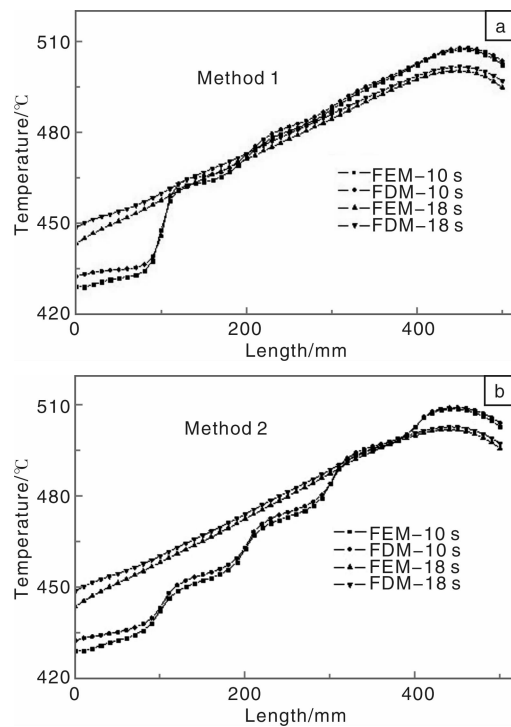 a
510
480
450
420
Temperature/℃
Method 1
FEM–10 s
FDM–10 s
FEM–18 s
FDM–18 s
0
200
400
Length/mm
b
510
480
450
420
Temperature/℃
Method 2
FEM–10 s
FDM–10 s
FEM–18 s
FDM–18 s
0
200
400
Length/mm